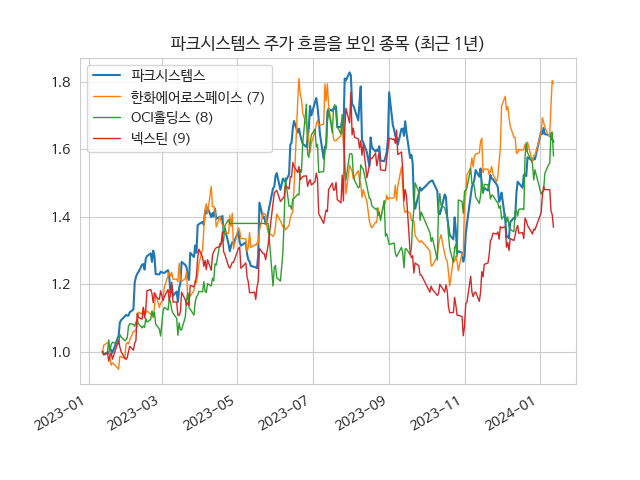 파크시스템스 주가 흐름을 보인 종목 (최근 1년)
파크시스템스
한화에어로스페이스 (7)
OCI홀딩스 (8)
넥스틴 (9)
1.8
1.6
1.4
1.2
1.0
2023-01
2023-03
2023-05
2023-07
2023-09
2023-11
2024-01